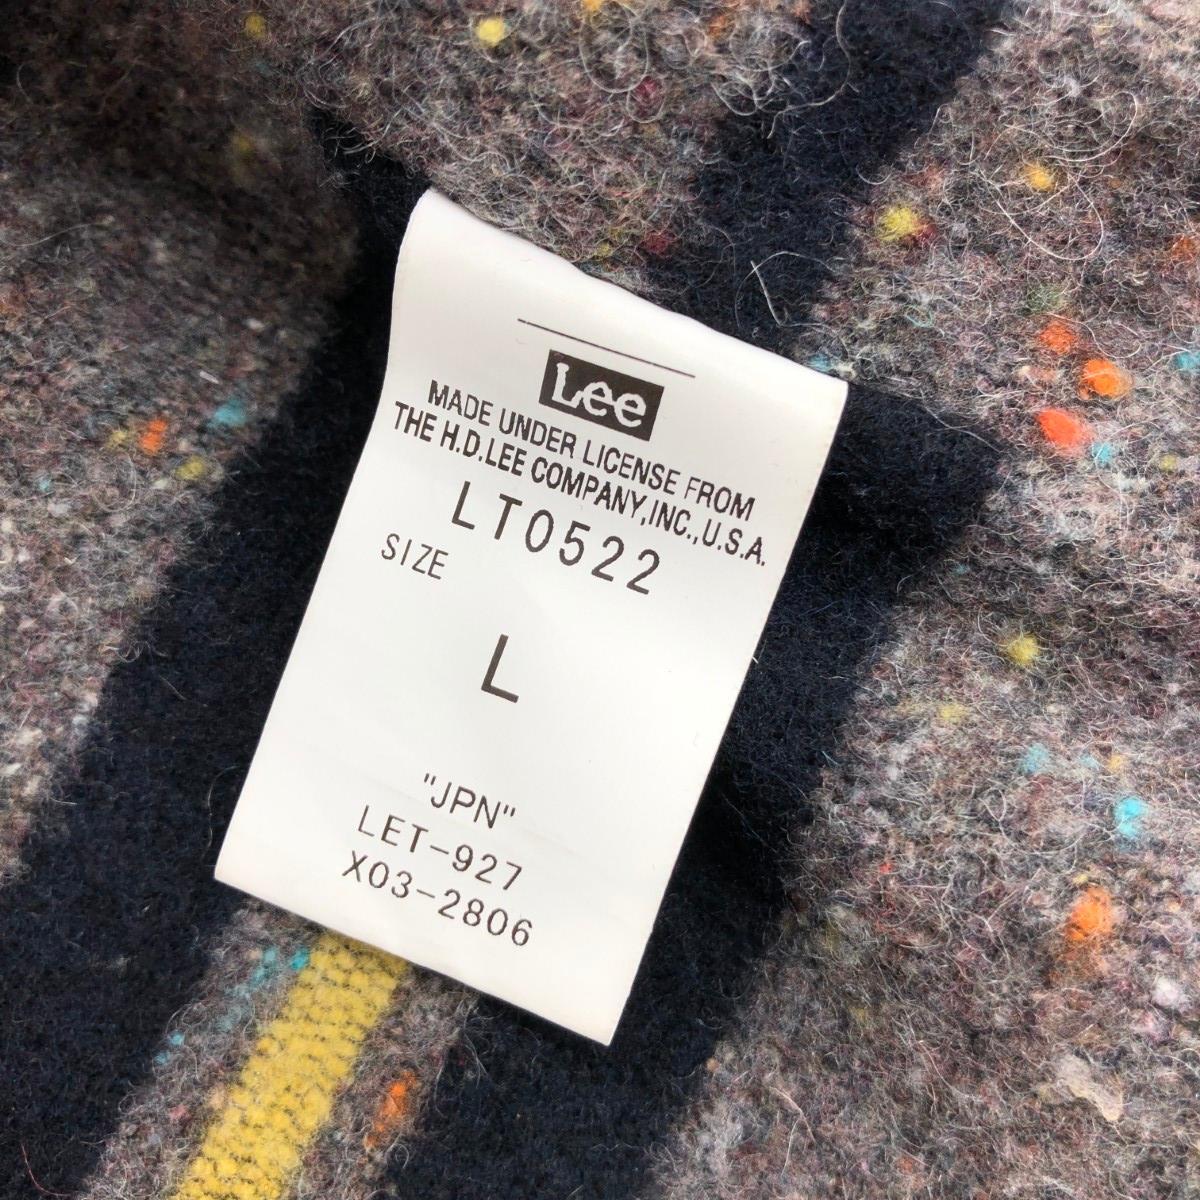 Lee
MADE UNDER LICENSE FROM
THE H.D.LEE COMPANY,INC.,U.S.A.
LT0522
SIZE
L
"JPN"
LET-927
X03-2806